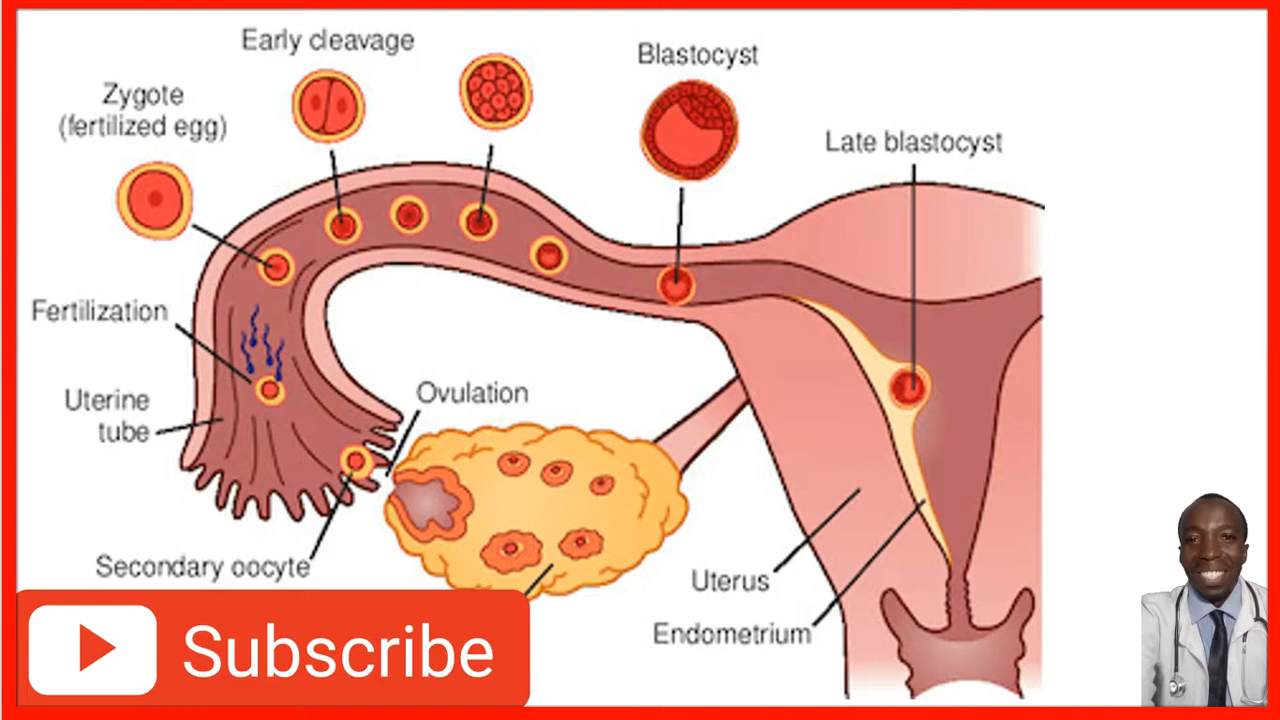 Early cleavage
Blastocyst
Zygote
(fertilized egg)
Late blastocyst
Fertilization
Uterine
tube
Ovulation
Secondary oocyte
Uterus
Endometrium
Subscribe